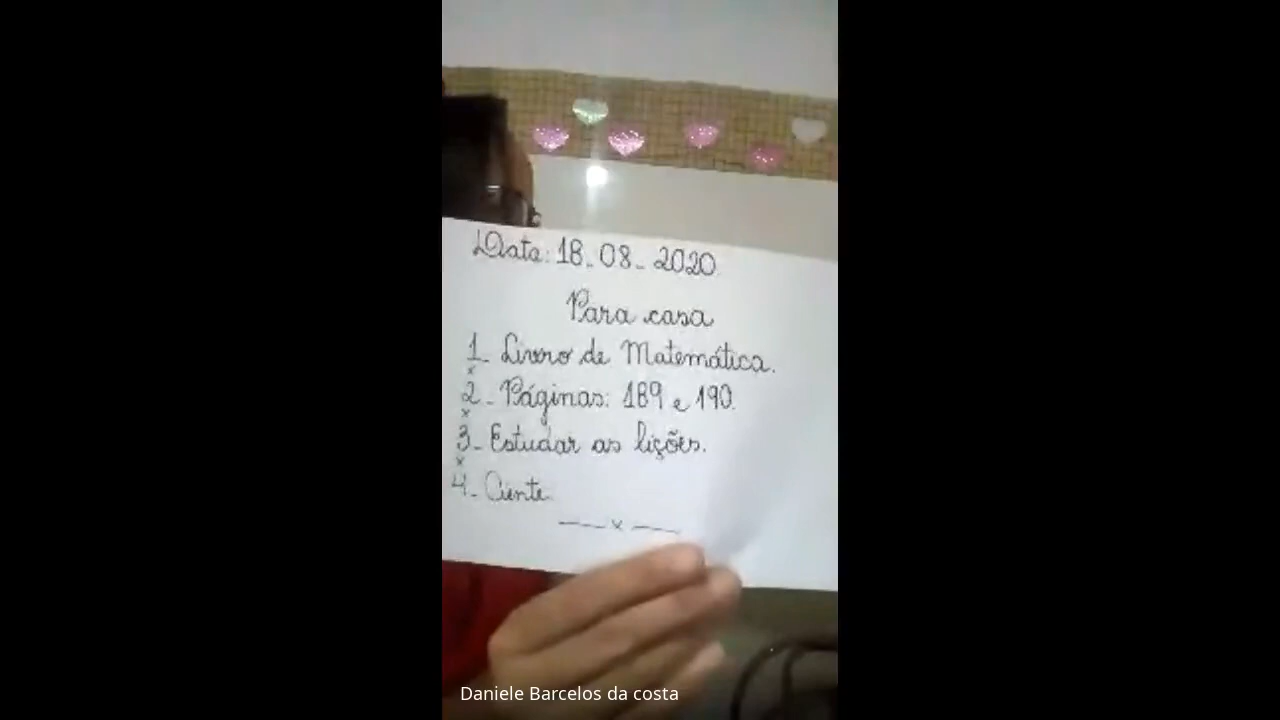 Data: 18-08-2020
Para casa
1- Livro de Matemática.
x
2- Páginas: 189 e 190.
x
3- Estudar as lições.
x
4- Ciente.
——x——
Daniele Barcelos da costa